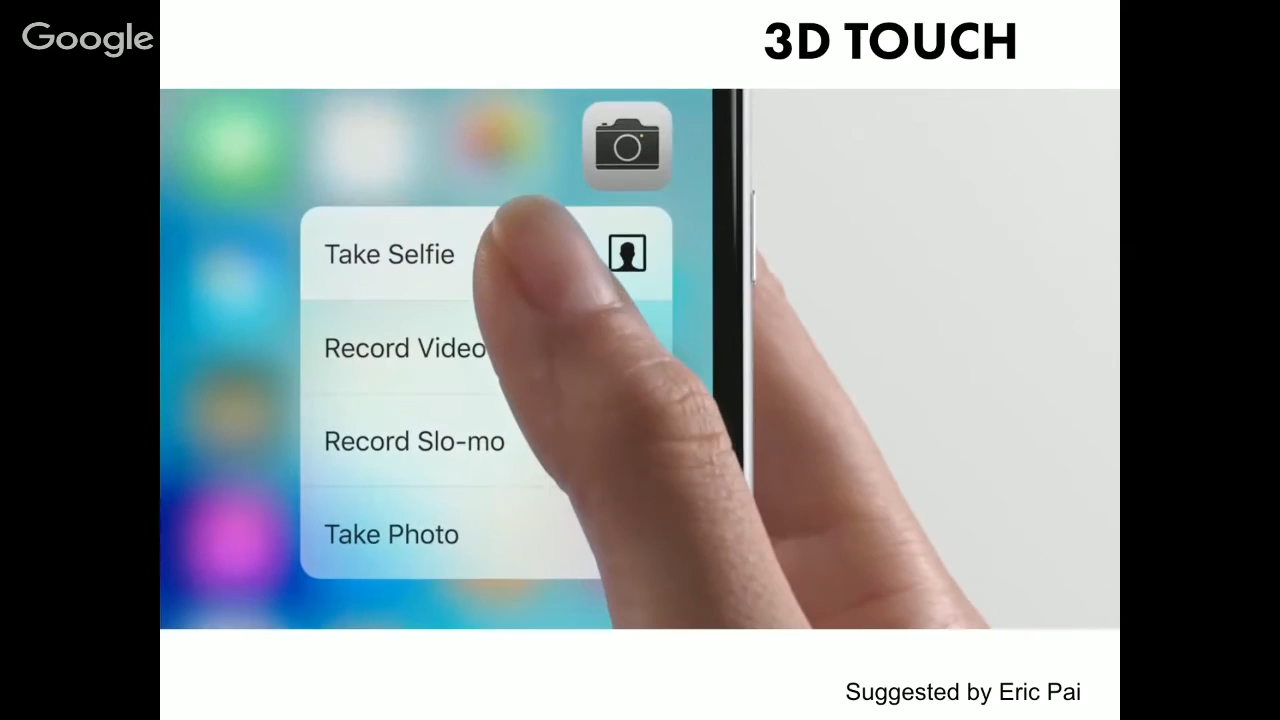 Google
3D TOUCH
Take Selfie
Record Video
Record Slo-mo
Take Photo
Suggested by Eric Pai